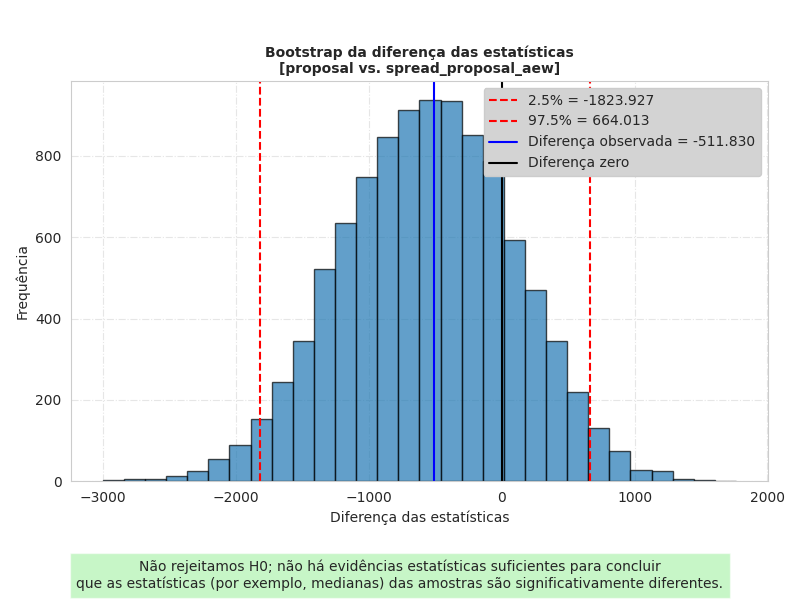 Bootstrap da diferença das estatísticas
[proposal vs. spread_proposal_aew]
2.5% = -1823.927
97.5% = 664.013
Diferença observada = -511.830
Diferença zero
Frequência
800
600
400
200
0
−3000
−2000
−1000
0
1000
2000
Diferença das estatísticas
Não rejeitamos H0; não há evidências estatísticas suficientes para concluir
que as estatísticas (por exemplo, medianas) das amostras são significativamente diferentes.